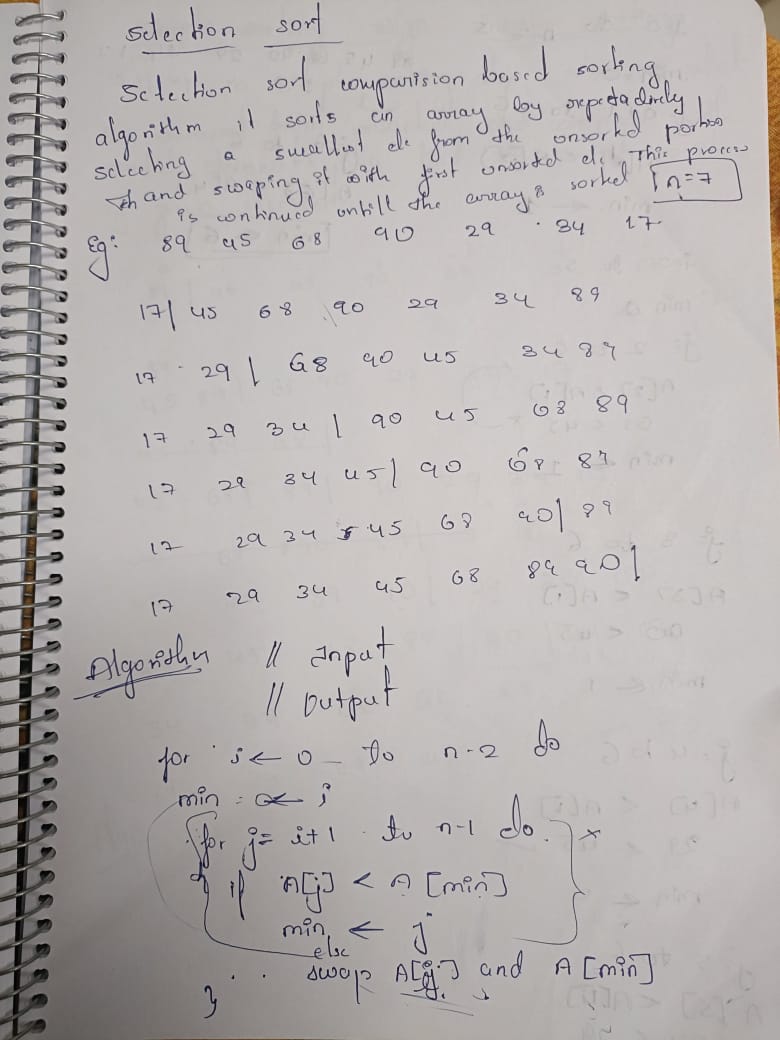 Selection sort
Selection sort comparision based sorting
algorithm it sorts an array by
selecting a smallest ele from the unsorted portion
and swaping it with first unsorted ele. This process
is continued untill the array is sorted n=7
Eg: 89 45 68 90 29 34 17
17| 45 68 90 29 34 89
17 29 | 68 90 45 34 89
17 29 34 | 90 45 68 89
17 29 34 45| 90 68 89
17 29 34 45 68 90| 89
17 29 34 45 68 89 90|
Algorithm // Input
// Output
for i ← 0 to n-2 do
min ← i
for j = i+1 to n-1 do x
if A[j] < A [min]
min ← j
else
swap A[j] and A [min]
}